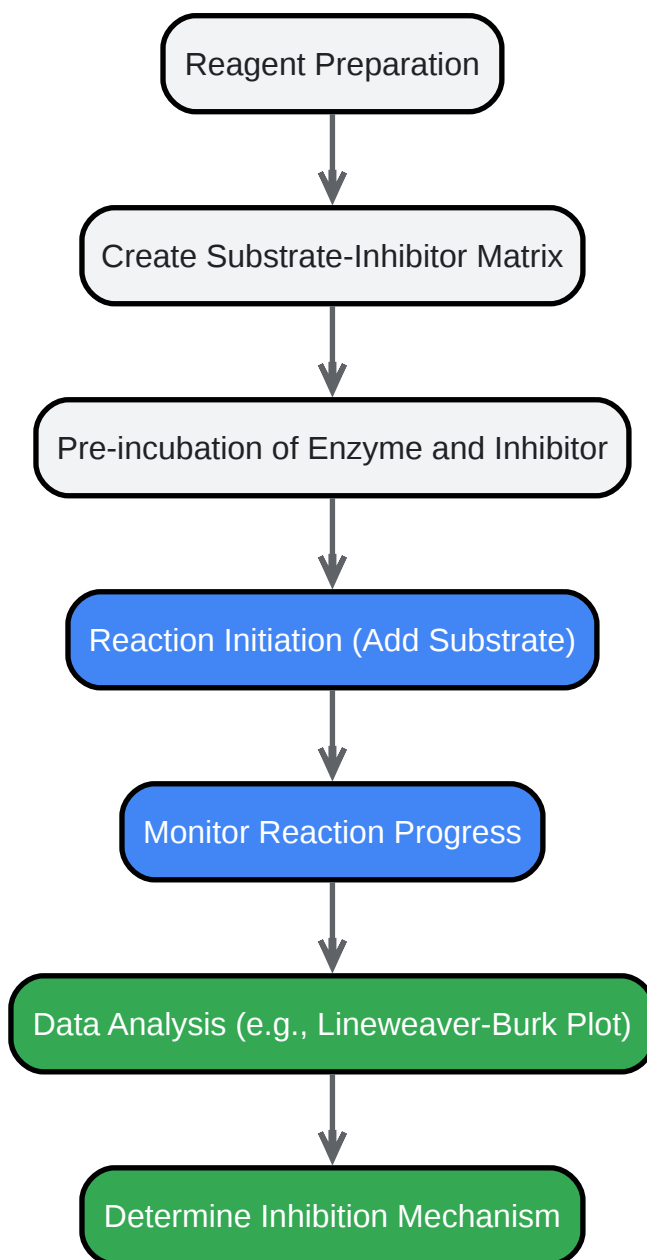 Reagent Preparation
Create Substrate-Inhibitor Matrix
Pre-incubation of Enzyme and Inhibitor
Reaction Initiation (Add Substrate)
Monitor Reaction Progress
Data Analysis (e.g., Lineweaver-Burk Plot)
Determine Inhibition Mechanism